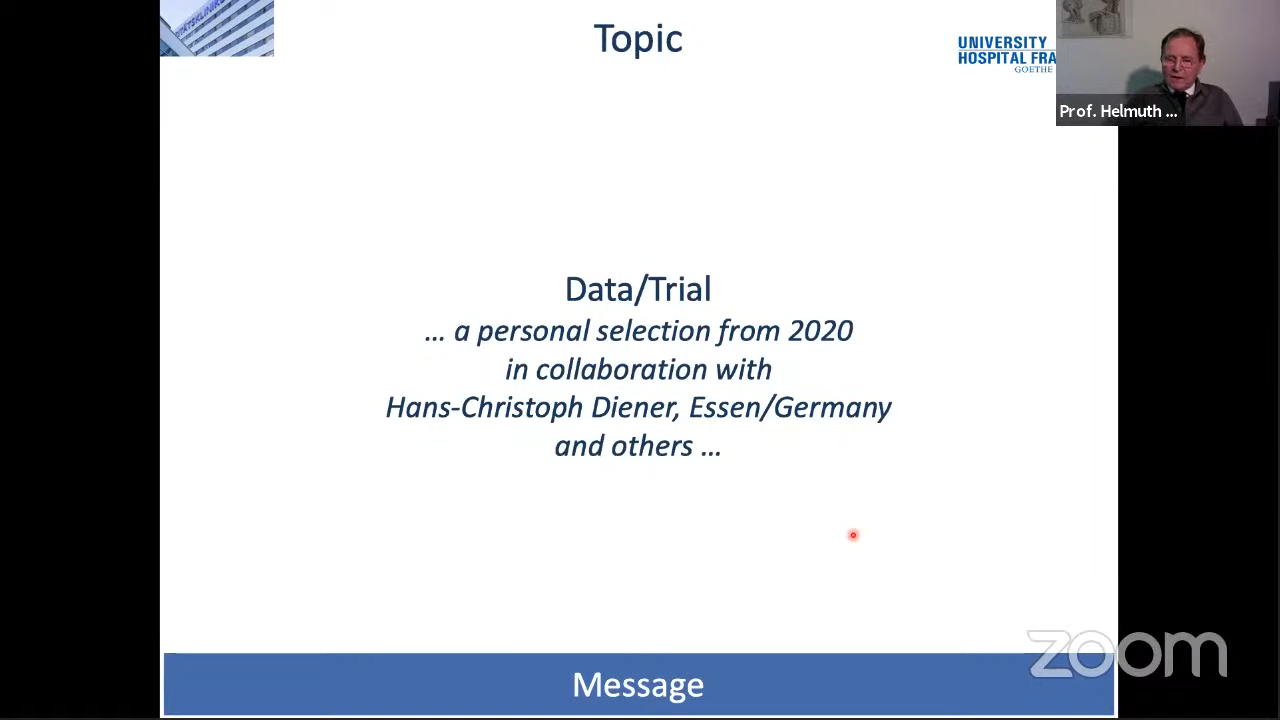 Topic
UNIVERSITY
HOSPITAL FRA
GOETHE
Prof. Helmuth ...
Data/Trial
... a personal selection from 2020
in collaboration with
Hans-Christoph Diener, Essen/Germany
and others ...
zoom
Message